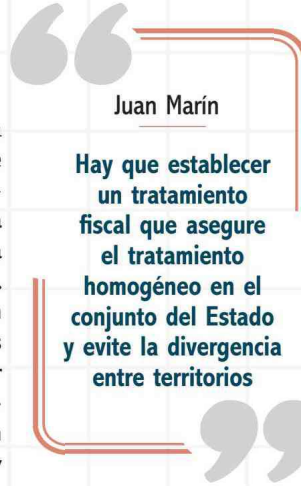 Juan Marín
Hay que establecer
un tratamiento
fiscal que asegure
el tratamiento
homogéneo en el
conjunto del Estado
y evite la divergencia
entre territorios